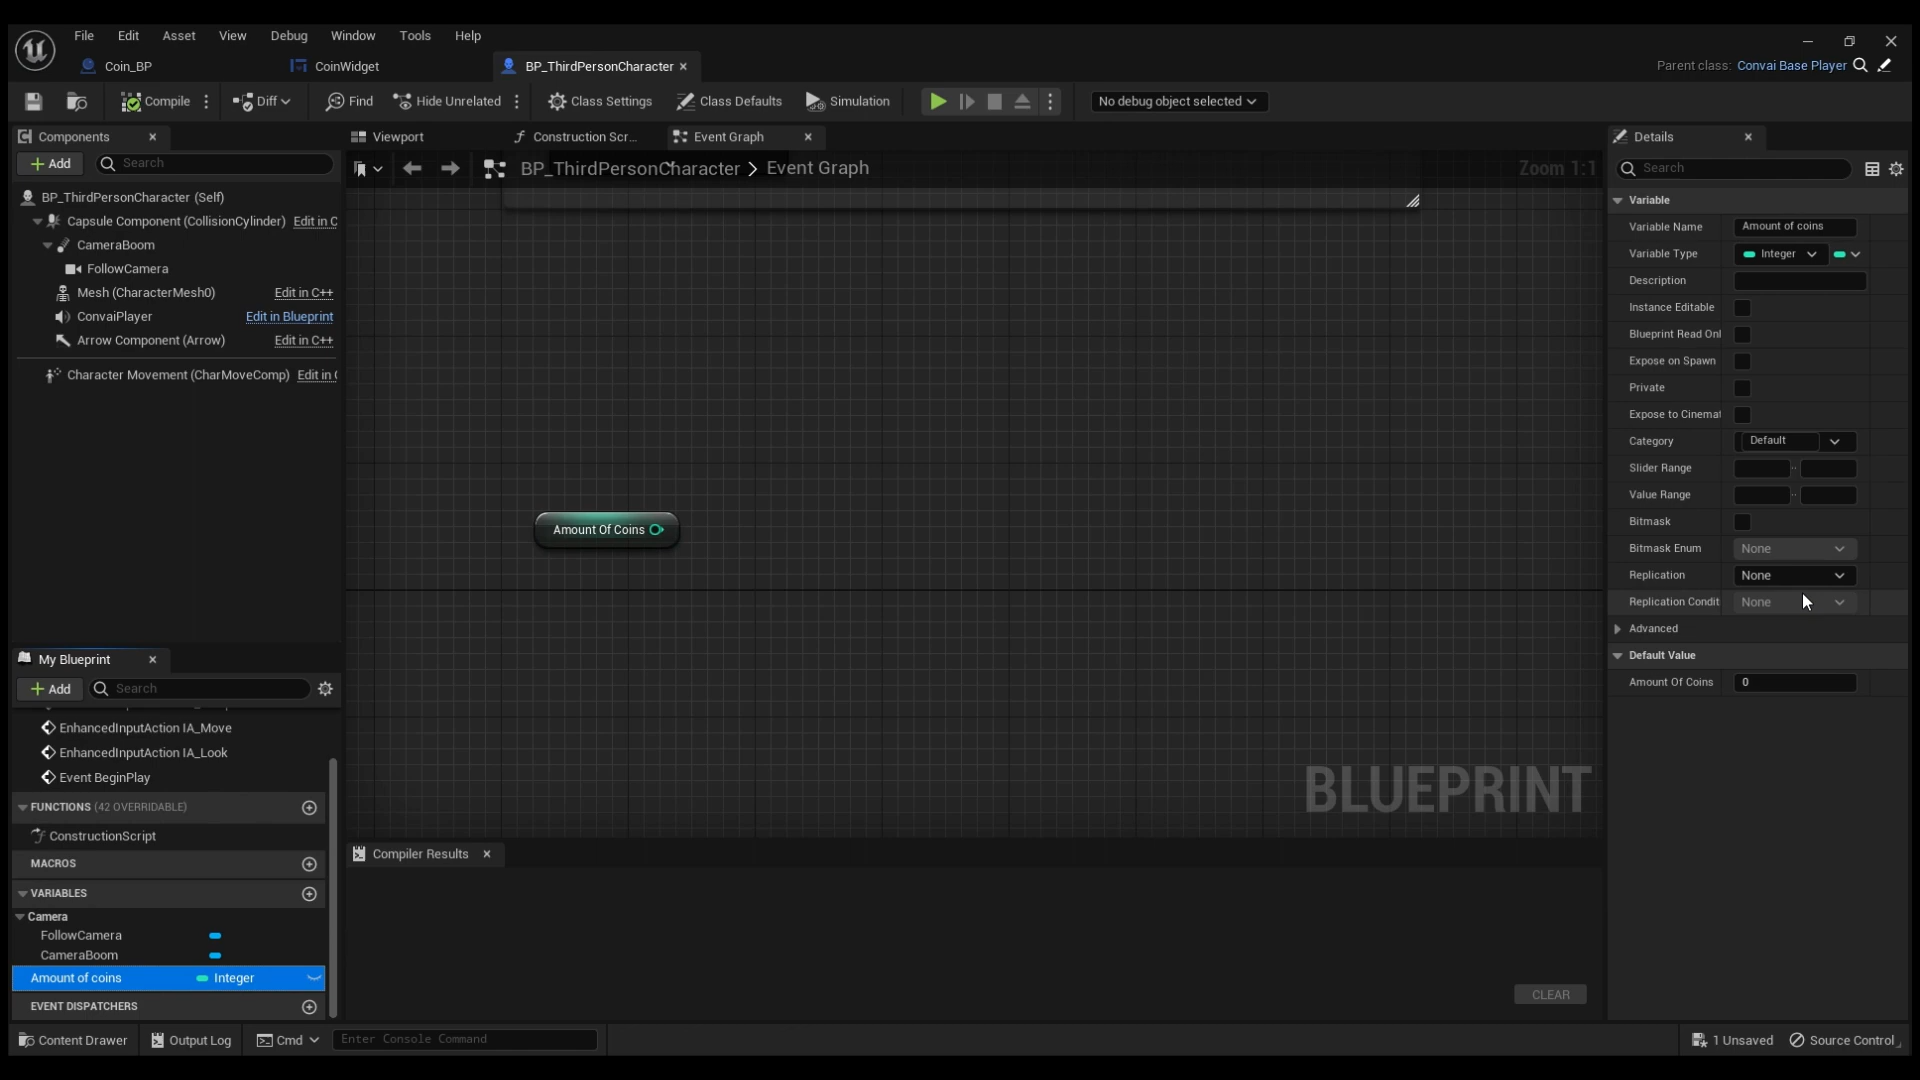 File Edit Asset View Debug Window Tools Help
Coin_BP CoinWidget BP_ThirdPersonCharacter
Parent class: Convai Base Player
Compile Diff Find Hide Unrelated Class Settings Class Defaults Simulation No debug object selected
Components
Add Search
BP_ThirdPersonCharacter (Self)
Capsule Component (CollisionCylinder) Edit in C
CameraBoom
FollowCamera
Mesh (CharacterMesh0) Edit in C++
ConvaiPlayer Edit in Blueprint
Arrow Component (Arrow) Edit in C++
Character Movement (CharMoveComp) Edit in
My Blueprint
Add Search
EnhancedInputAction IA_Move
EnhancedInputAction IA_Look
Event BeginPlay
FUNCTIONS (42 OVERRIDABLE)
ConstructionScript
MACROS
VARIABLES
Camera
FollowCamera
CameraBoom
Amount of coins Integer
EVENT DISPATCHERS
Viewport Construction Scr... Event Graph
BP_ThirdPersonCharacter > Event Graph
Zoom 1:1
Amount Of Coins
BLUEPRINT
Compiler Results
CLEAR
Details
Search
Variable
Variable Name Amount of coins
Variable Type Integer
Description
Instance Editable
Blueprint Read Onl
Expose on Spawn
Private
Expose to Cinemat
Category Default
Slider Range
Value Range
Bitmask
Bitmask Enum None
Replication None
Replication Condit None
Advanced
Default Value
Amount Of Coins 0
Content Drawer Output Log Cmd Enter Console Command 1 Unsaved Source Control